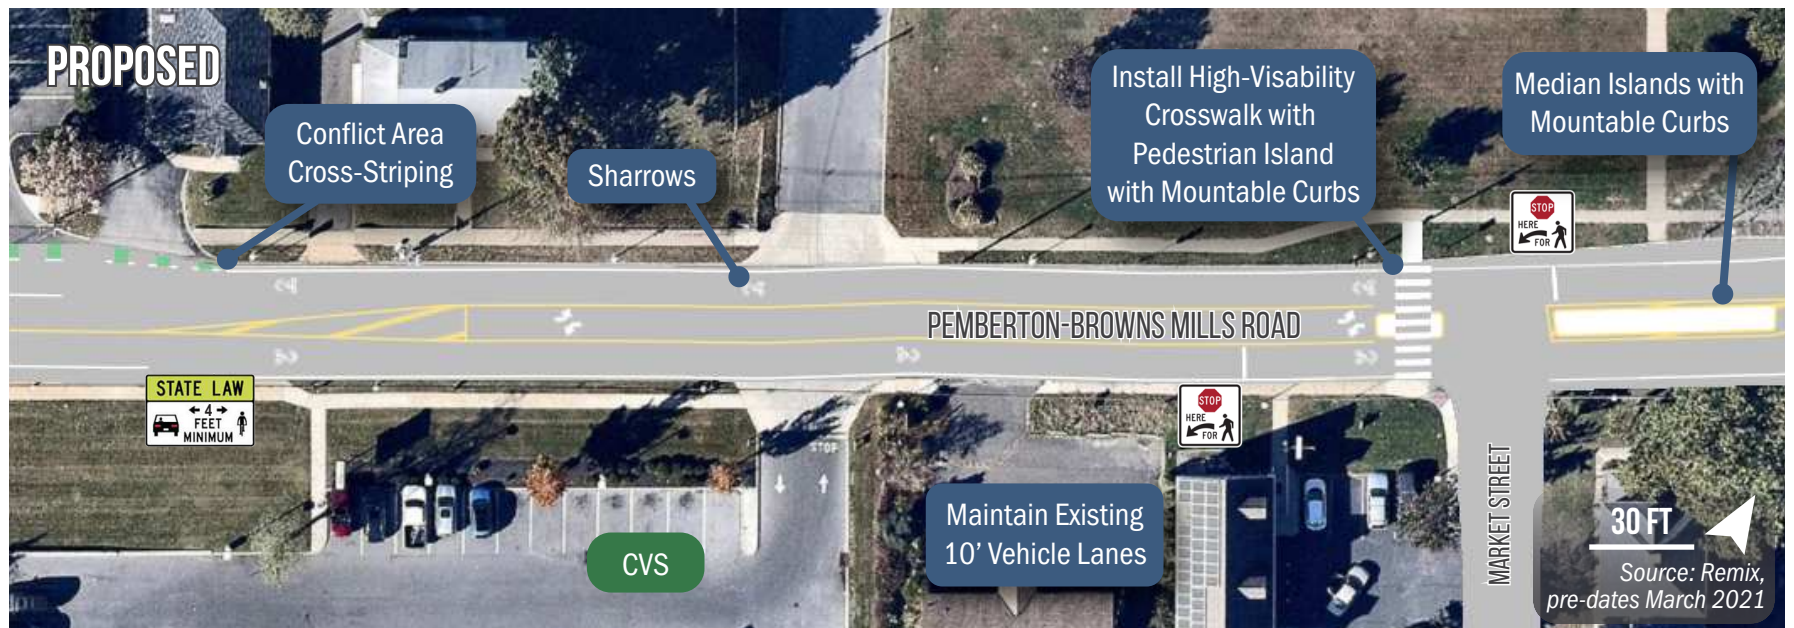 PROPOSED
Conflict Area
Cross-Striping
Sharrows
Install High-Visability
Crosswalk with
Pedestrian Island
with Mountable Curbs
Median Islands with
Mountable Curbs
STOP
HERE
FOR
PEMBERTON-BROWNS MILLS ROAD
STATE LAW
4
FEET
MINIMUM
STOP
HERE
FOR
STOP
CVS
Maintain Existing
10' Vehicle Lanes
MARKET STREET
30 FT
Source: Remix,
pre-dates March 2021